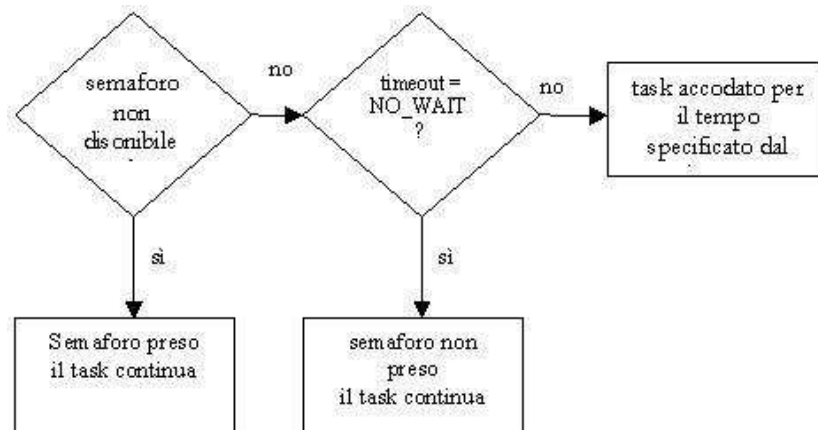 semaforo
non
disonibile
no
timeout =
NO_WAIT
?
no
task accodato per
il tempo
specificato dal
sì
sì
Semaforo preso
il task continua
semaforo non
preso
il task continua